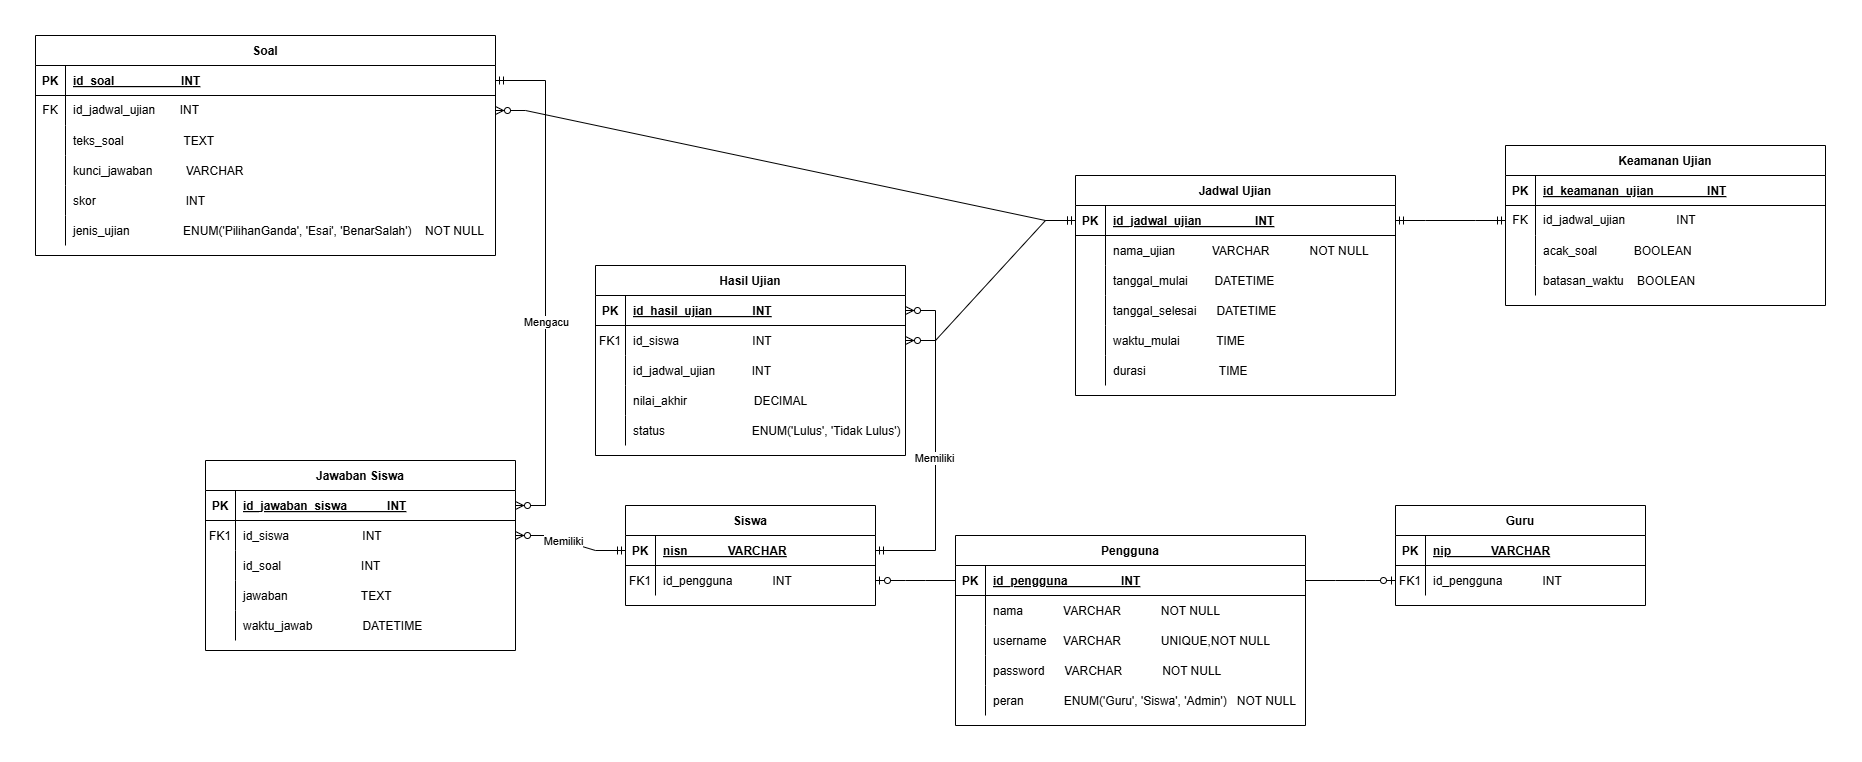 Soal
PK id_soal INT
FK id_jadwal_ujian INT
teks_soal TEXT
kunci_jawaban VARCHAR
skor INT
jenis_ujian ENUM('PilihanGanda', 'Esai', 'BenarSalah') NOT NULL
Keamanan Ujian
PK id_keamanan_ujian INT
FK id_jadwal_ujian INT
acak_soal BOOLEAN
batasan_waktu BOOLEAN
Jadwal Ujian
PK id_jadwal_ujian INT
nama_ujian VARCHAR NOT NULL
tanggal_mulai DATETIME
tanggal_selesai DATETIME
waktu_mulai TIME
durasi TIME
Hasil Ujian
PK id_hasil_ujian INT
FK1 id_siswa INT
id_jadwal_ujian INT
nilai_akhir DECIMAL
status ENUM('Lulus', 'Tidak Lulus')
Mengacu
Memiliki
Jawaban Siswa
PK id_jawaban_siswa INT
FK1 id_siswa INT
id_soal INT
jawaban TEXT
waktu_jawab DATETIME
Memiliki
Siswa
PK nisn VARCHAR
FK1 id_pengguna INT
Pengguna
PK id_pengguna INT
nama VARCHAR NOT NULL
username VARCHAR UNIQUE,NOT NULL
password VARCHAR NOT NULL
peran ENUM('Guru', 'Siswa', 'Admin') NOT NULL
Guru
PK nip VARCHAR
FK1 id_pengguna INT